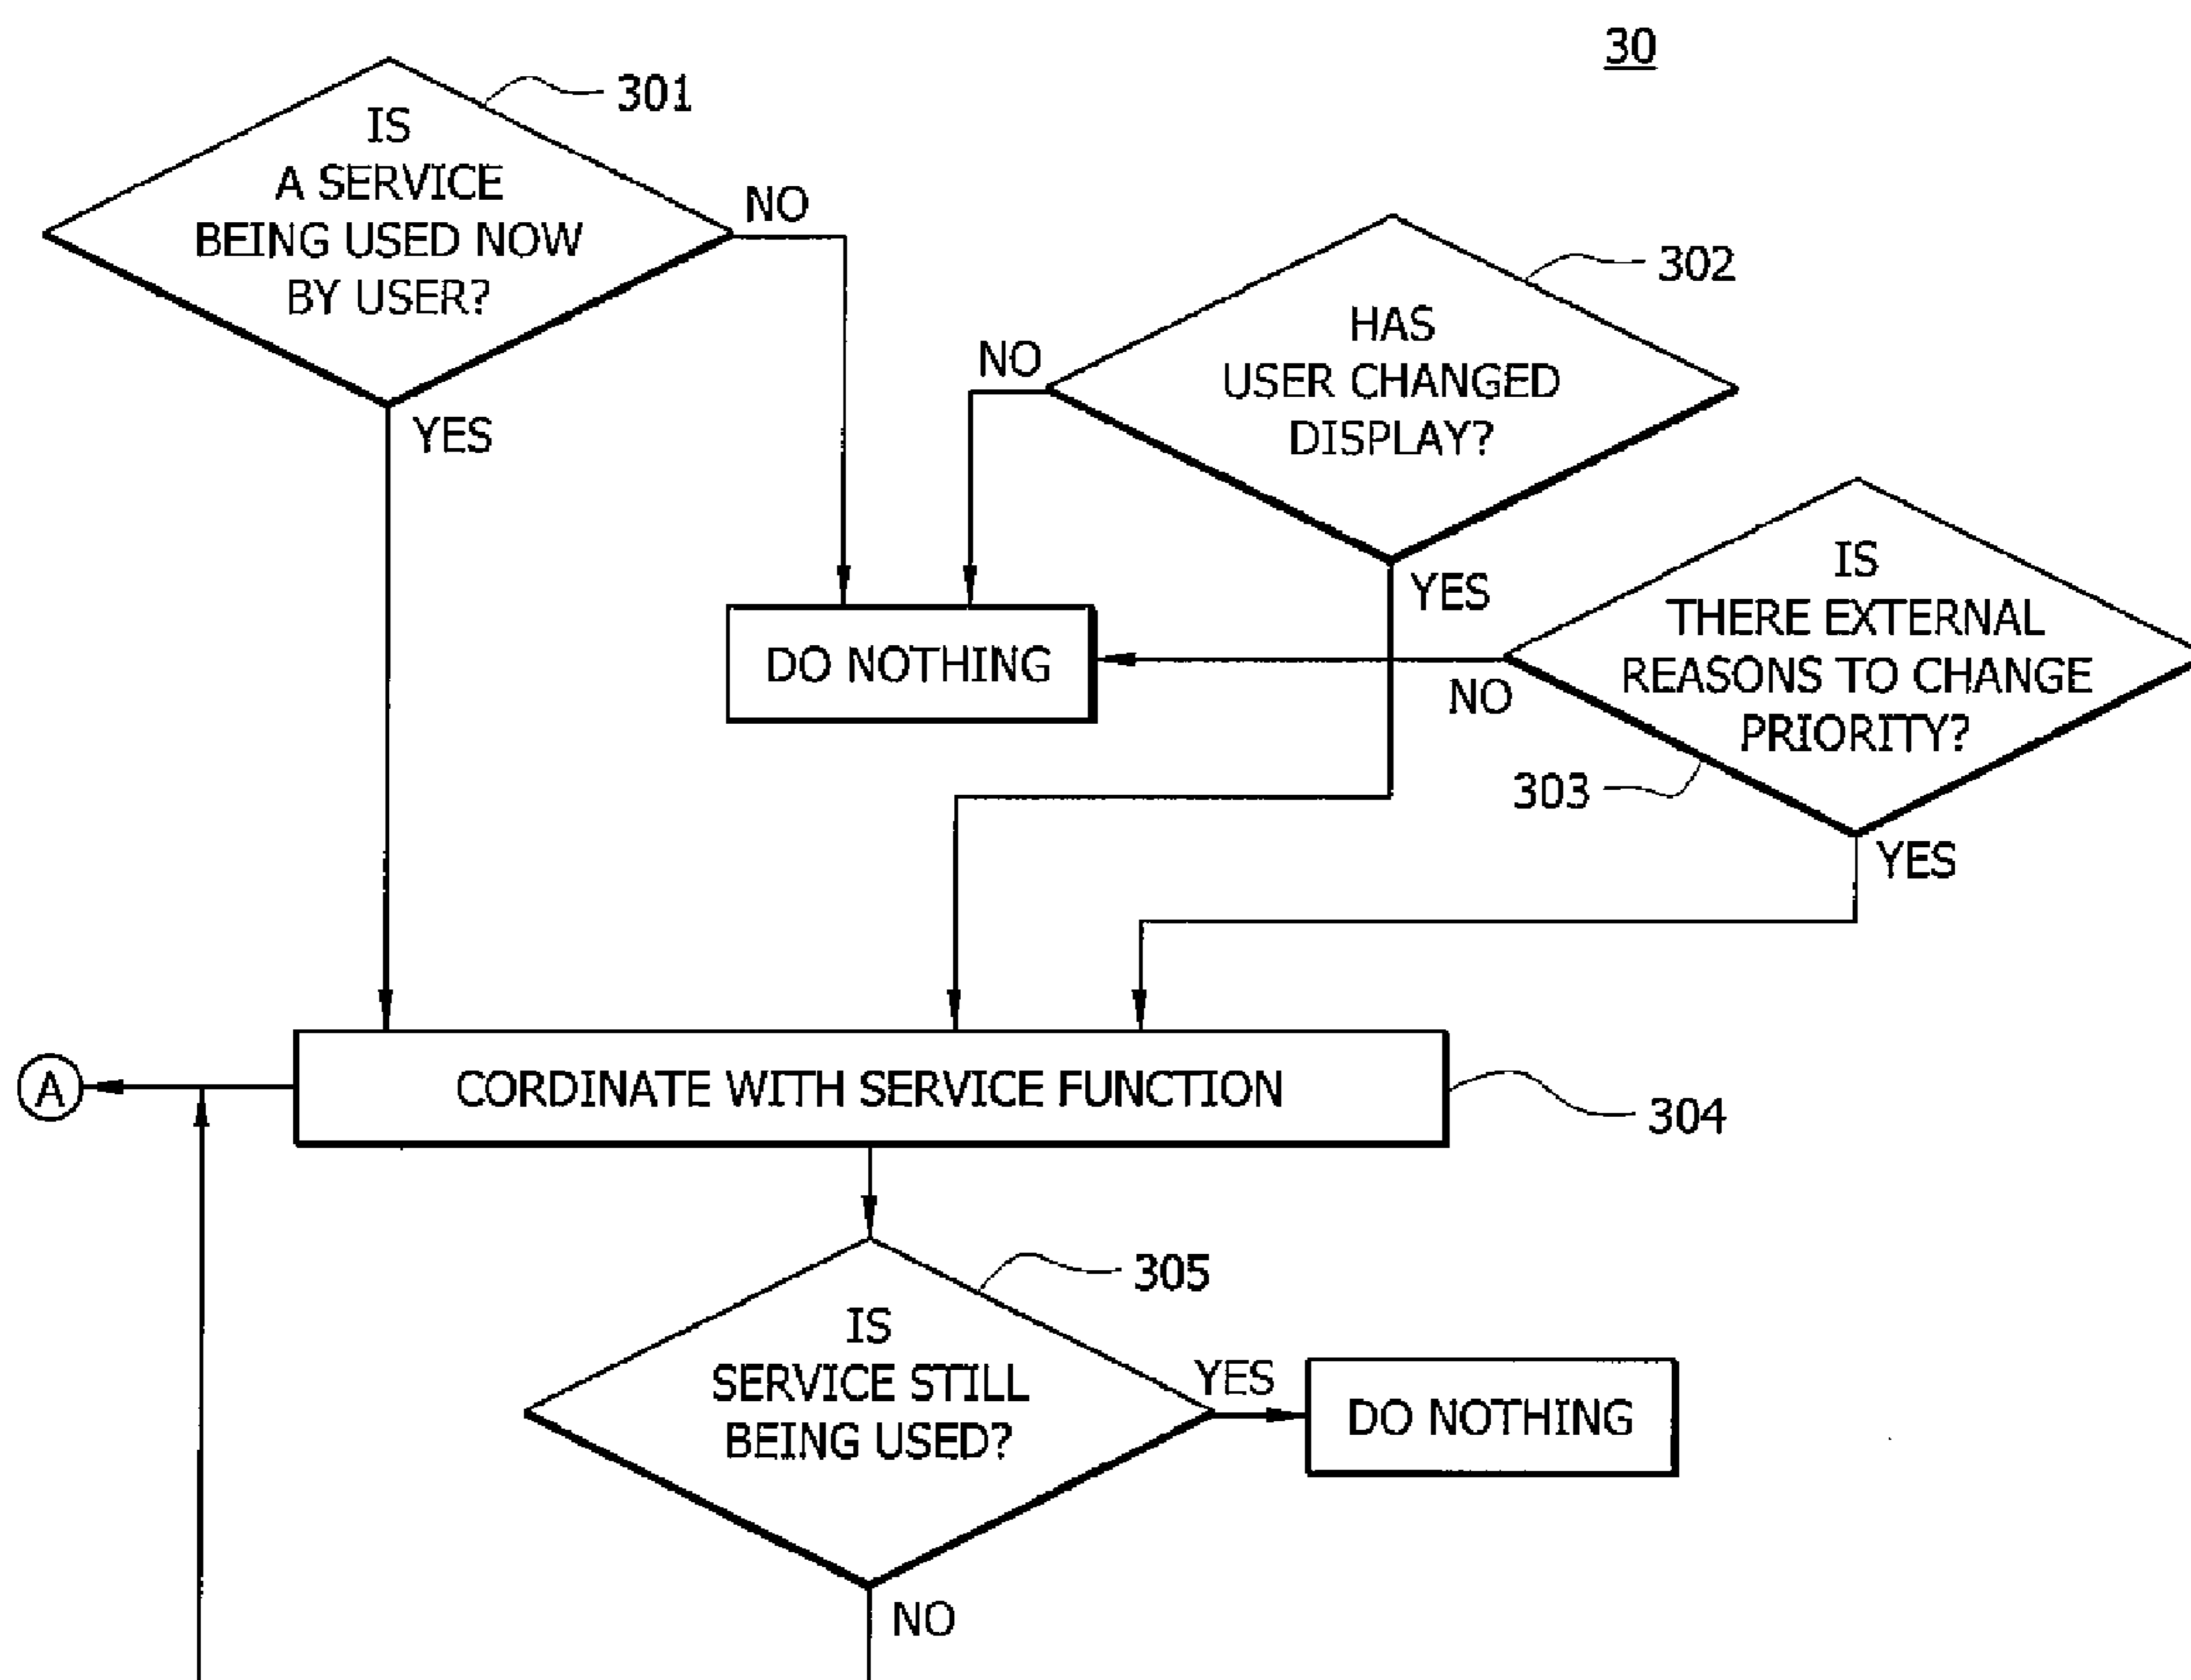 30
301
IS
A SERVICE
BEING USED NOW
BY USER?
NO
YES
302
HAS
USER CHANGED
DISPLAY?
NO
YES
IS
THERE EXTERNAL
REASONS TO CHANGE
PRIORITY?
NO
303
YES
DO NOTHING
A
CORDINATE WITH SERVICE FUNCTION
304
305
IS
SERVICE STILL
BEING USED?
YES
DO NOTHING
NO